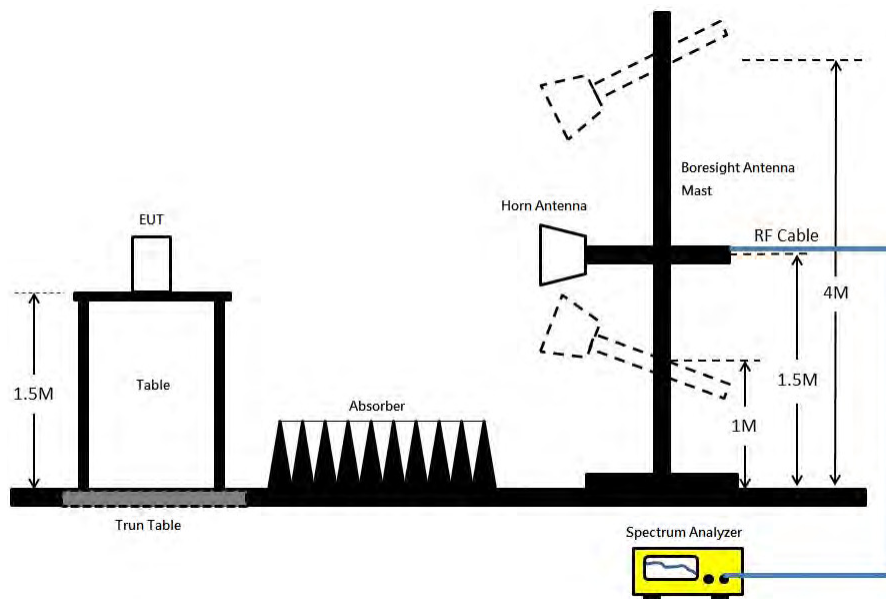 Boresight Antenna
Mast
Horn Antenna
EUT
RF Cable
4M
1.5M
Table
1.5M
Absorber
1M
Trun Table
Spectrum Analyzer